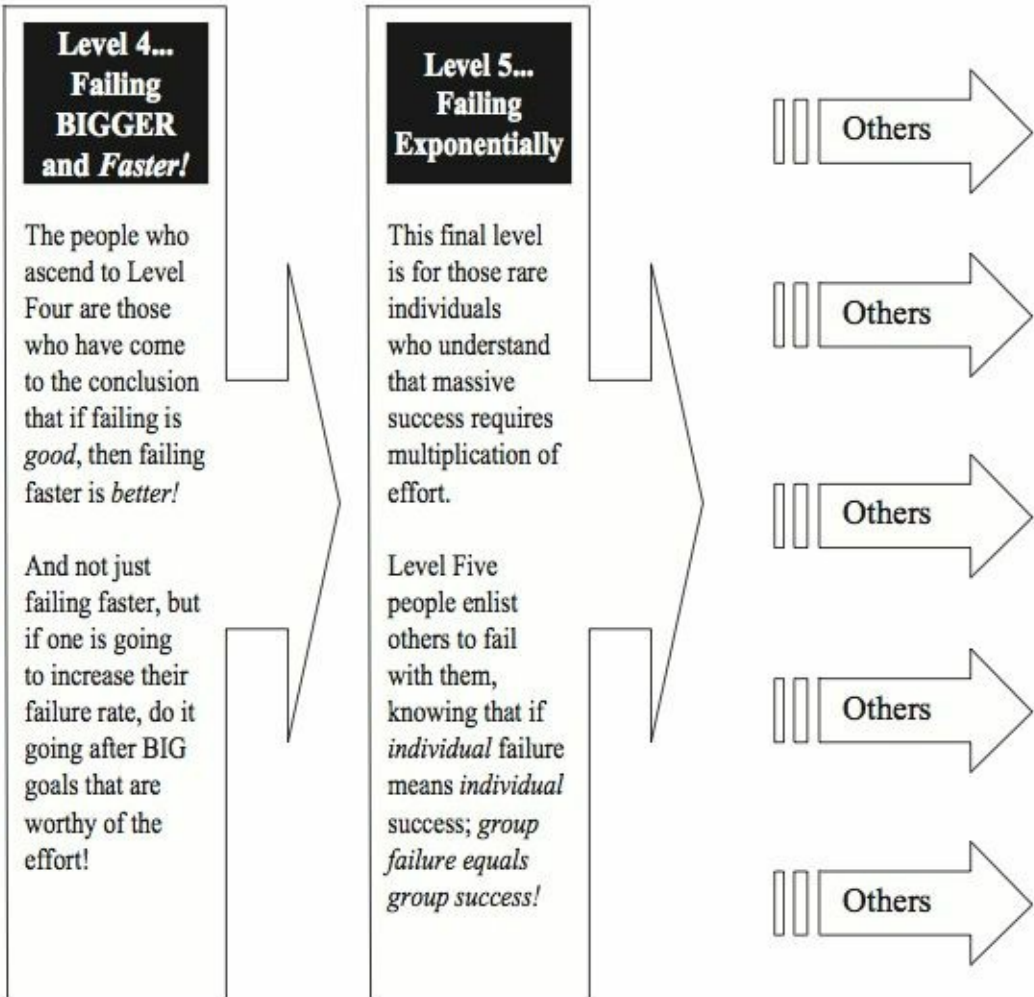 Level 4...
Failing
BIGGER
and Faster!
The people who
ascend to Level
Four are those
who have come
to the conclusion
that if failing is
good, then failing
faster is better!
And not just
failing faster, but
if one is going
to increase their
failure rate, do it
going after BIG
goals that are
worthy of the
effort!
Level 5...
Failing
Exponentially
This final level
is for those rare
individuals
who understand
that massive
success requires
multiplication of
effort.
Level Five
people enlist
others to fail
with them,
knowing that if
individual failure
means individual
success; group
failure equals
group success!
Others
Others
Others
Others
Others